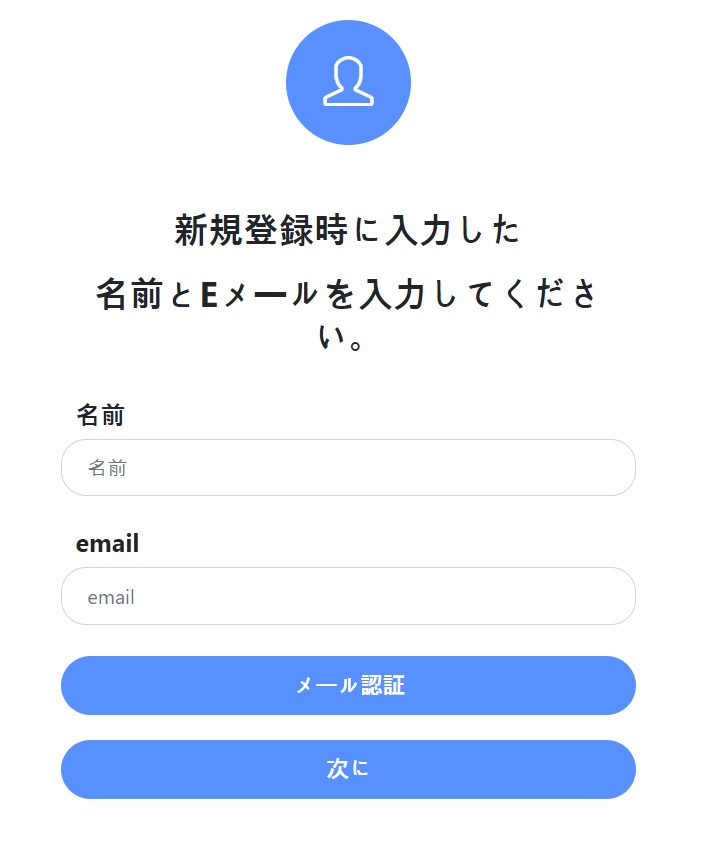 新規登録時に入力した
名前とEメールを入力してくださ
い。
名前
名前
email
email
メール認証
次に